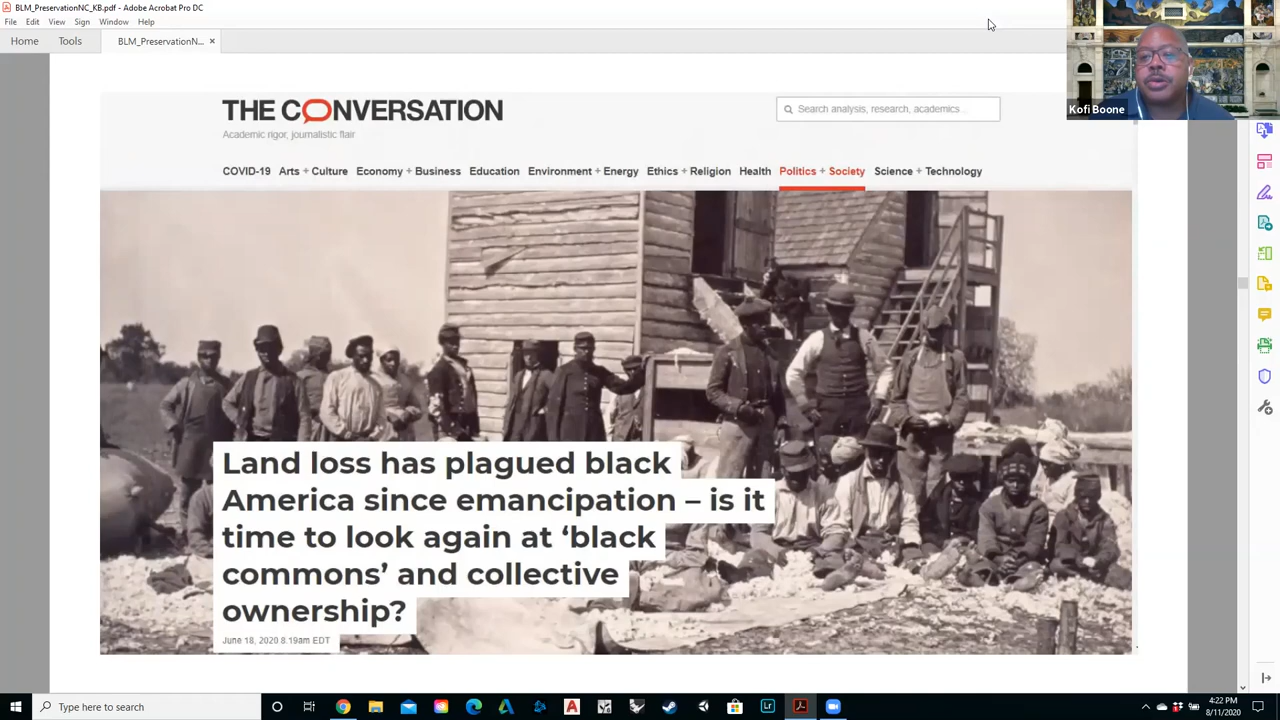 BLM_PreservationNC_KB.pdf - Adobe Acrobat Pro DC
File Edit View Sign Window Help
Home Tools BLM_PreservationN... ×
Kofi Boone
THE CONVERSATION
Search analysis, research, academics...
Academic rigor, journalistic flair
COVID-19 Arts + Culture Economy + Business Education Environment + Energy Ethics + Religion Health Politics + Society Science + Technology
Land loss has plagued black
America since emancipation – is it
time to look again at ‘black
commons’ and collective
ownership?
June 18, 2020 8.19am EDT
Type here to search
Lr
4:22 PM
8/11/2020